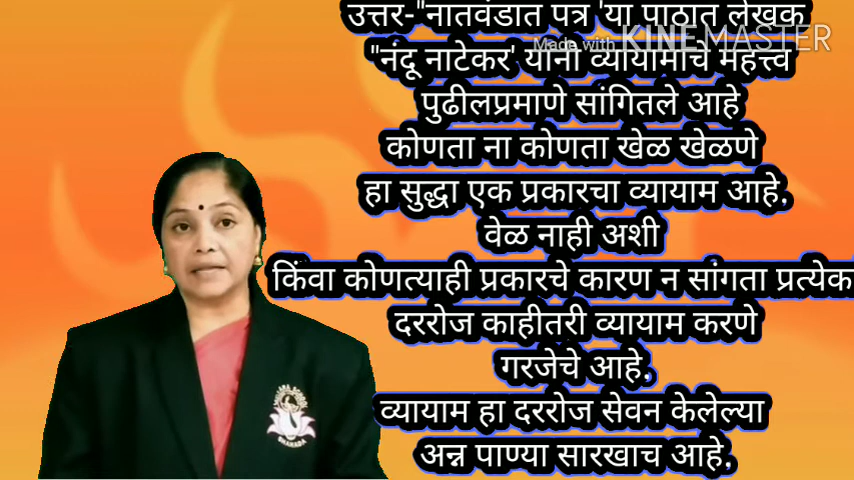 उत्तर-"नातवंडात पत्र 'या पाठात लेखक
Made with KINEMASTER
"नंदू नाटेकर' यांनी व्यायामाचे महत्त्व
पुढीलप्रमाणे सांगितले आहे
कोणता ना कोणता खेळ खेळणे
हा सुद्धा एक प्रकारचा व्यायाम आहे.
वेळ नाही अशी
किंवा कोणत्याही प्रकारचे कारण न सांगता प्रत्येक
दररोज काहीतरी व्यायाम करणे
गरजेचे आहे.
व्यायाम हा दररोज सेवन केलेल्या
अन्न पाण्या सारखाच आहे.